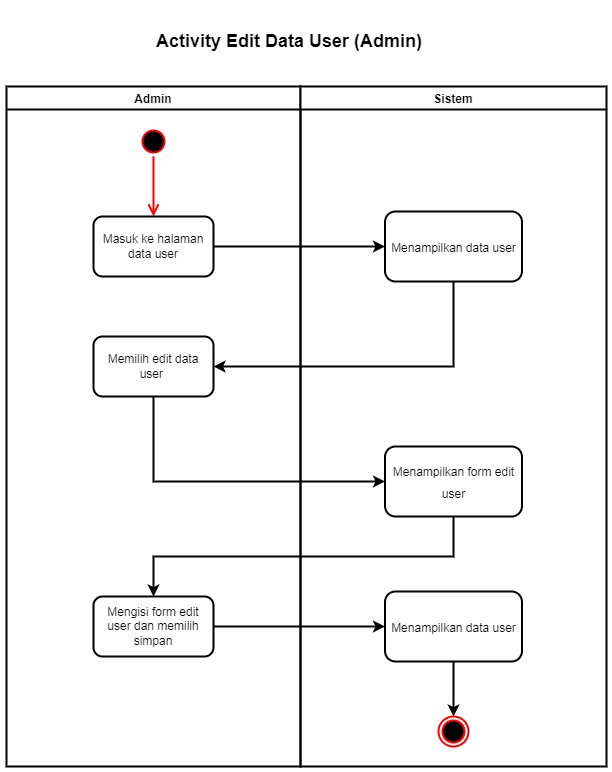 Activity Edit Data User (Admin)
Admin
Sistem
Masuk ke halaman
data user
Menampilkan data user
Memilih edit data
user
Menampilkan form edit
user
Mengisi form edit
user dan memilih
simpan
Menampilkan data user